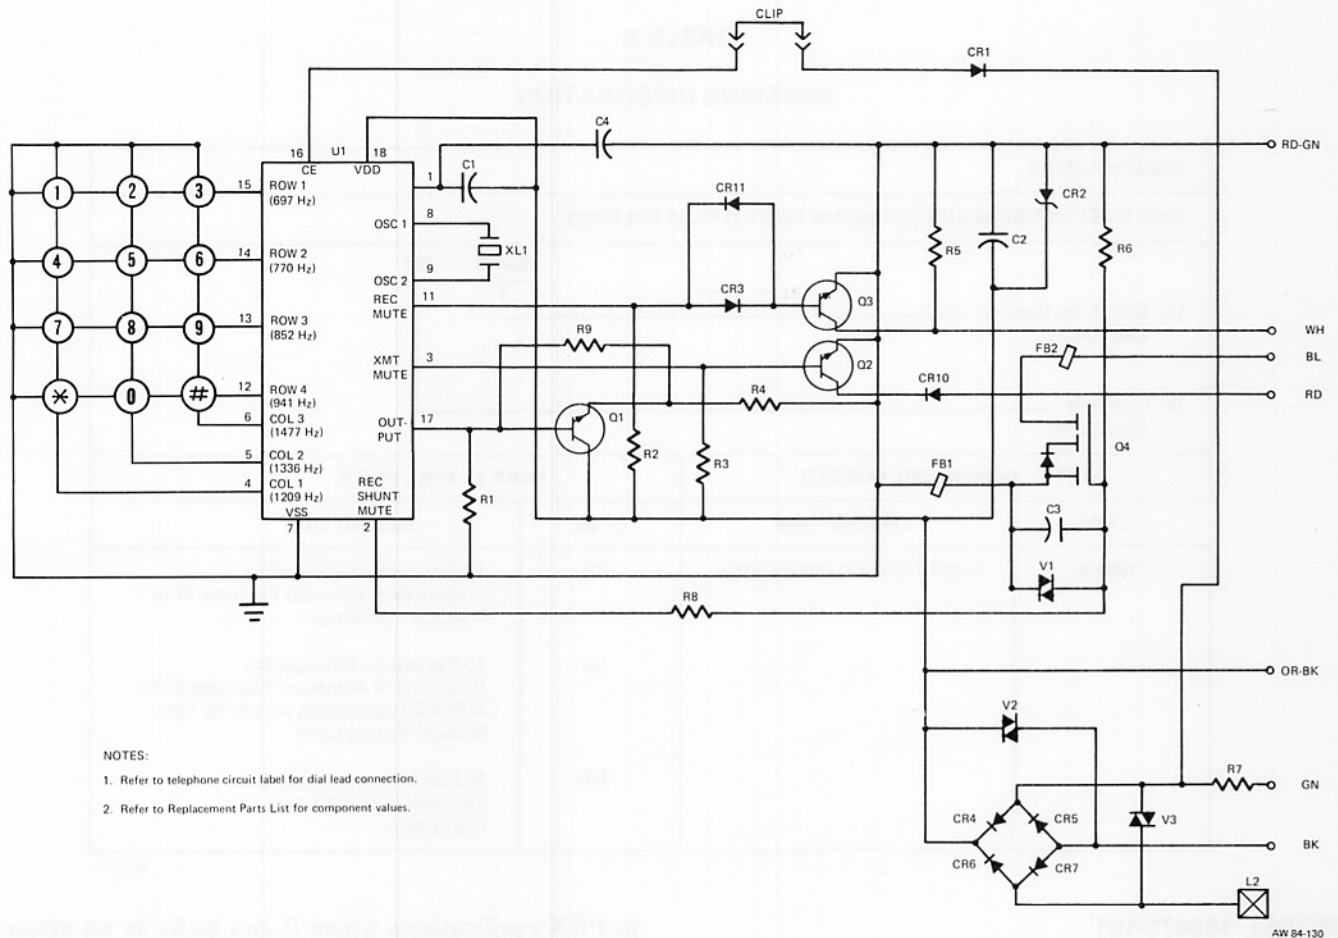 CLIP
CR1
C4
RD-GN
16
U1
18
CE
VDD
1
C1
1
2
3
15
ROW 1
(697 Hz)
8
OSC 1
XL1
CR11
CR2
C2
R5
R6
4
5
6
14
ROW 2
(770 Hz)
9
OSC 2
REC
MUTE
11
CR3
Q3
7
8
9
13
ROW 3
(852 Hz)
R9
WH
FB2
BL
XMT
MUTE
3
Q2
*
0
#
12
ROW 4
(941 Hz)
R4
CR10
RD
6
COL 3
(1477 Hz)
OUT-
PUT
17
Q1
Q4
5
COL 2
(1336 Hz)
R2
R3
FB1
4
COL 1
(1209 Hz)
REC
SHUNT
MUTE
R1
VSS
7
2
C3
V1
R8
OR-BK
V2
NOTES:
1. Refer to telephone circuit label for dial lead connection.
2. Refer to Replacement Parts List for component values.
R7
GN
CR4
CR5
V3
BK
CR6
CR7
L2
AW 84-130